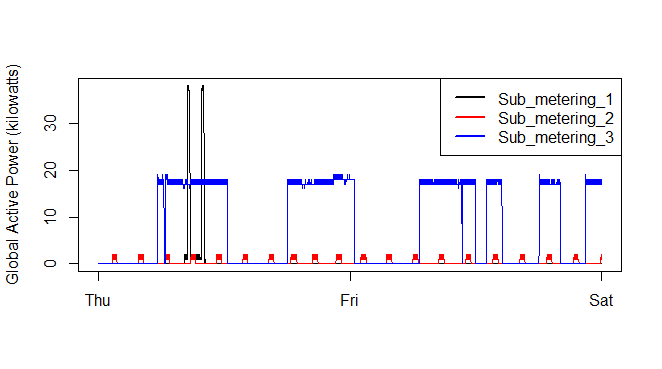 Global Active Power (kilowatts)
30
20
10
0
Sub_metering_1
Sub_metering_2
Sub_metering_3
Thu
Fri
Sat